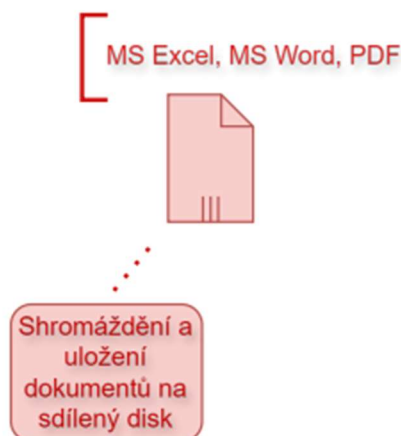 MS Excel, MS Word, PDF
Shromáždění a
uložení
dokumentů na
sdílený disk